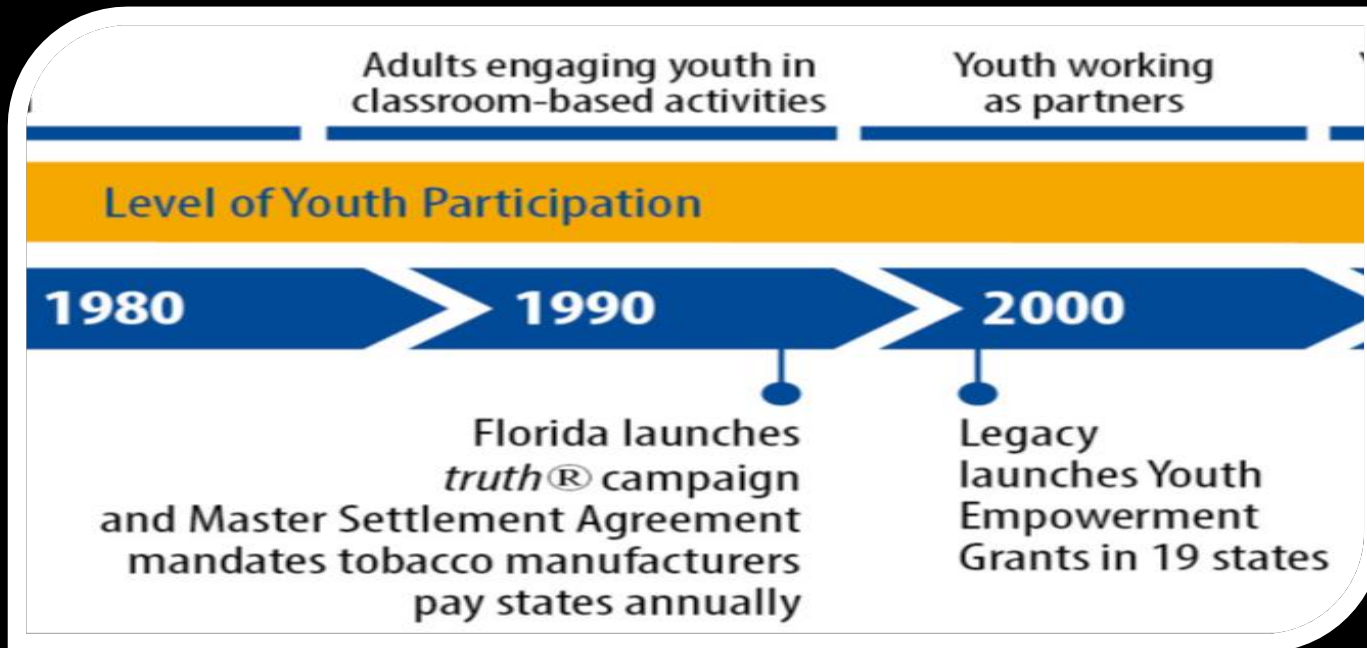 Adults engaging youth in
classroom-based activities
Youth working
as partners
Level of Youth Participation
1980
1990
2000
Florida launches
truth® campaign
and Master Settlement Agreement
mandates tobacco manufacturers
pay states annually
Legacy
launches Youth
Empowerment
Grants in 19 states